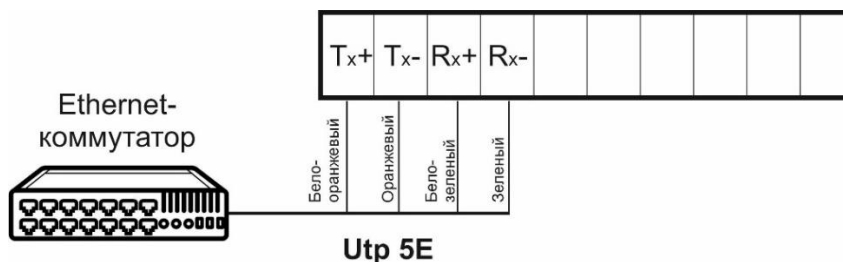 Tx+ Tx- Rx+ Rx-
Ethernet-
коммутатор
Бело-
оранжевый
Оранжевый
Бело-
зеленый
Зеленый
Utp 5E